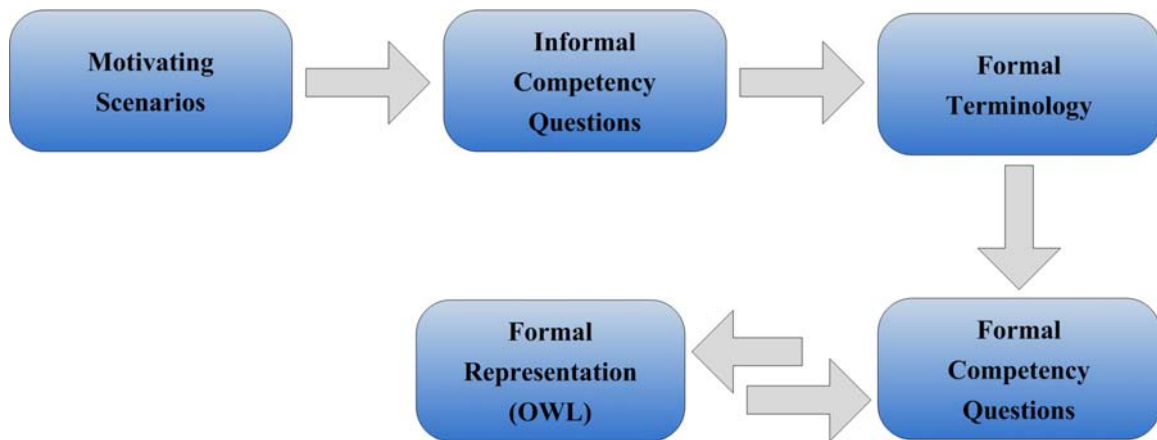 Motivating
Scenarios
Informal
Competency
Questions
Formal
Terminology
Formal
Competency
Questions
Formal
Representation
(OWL)